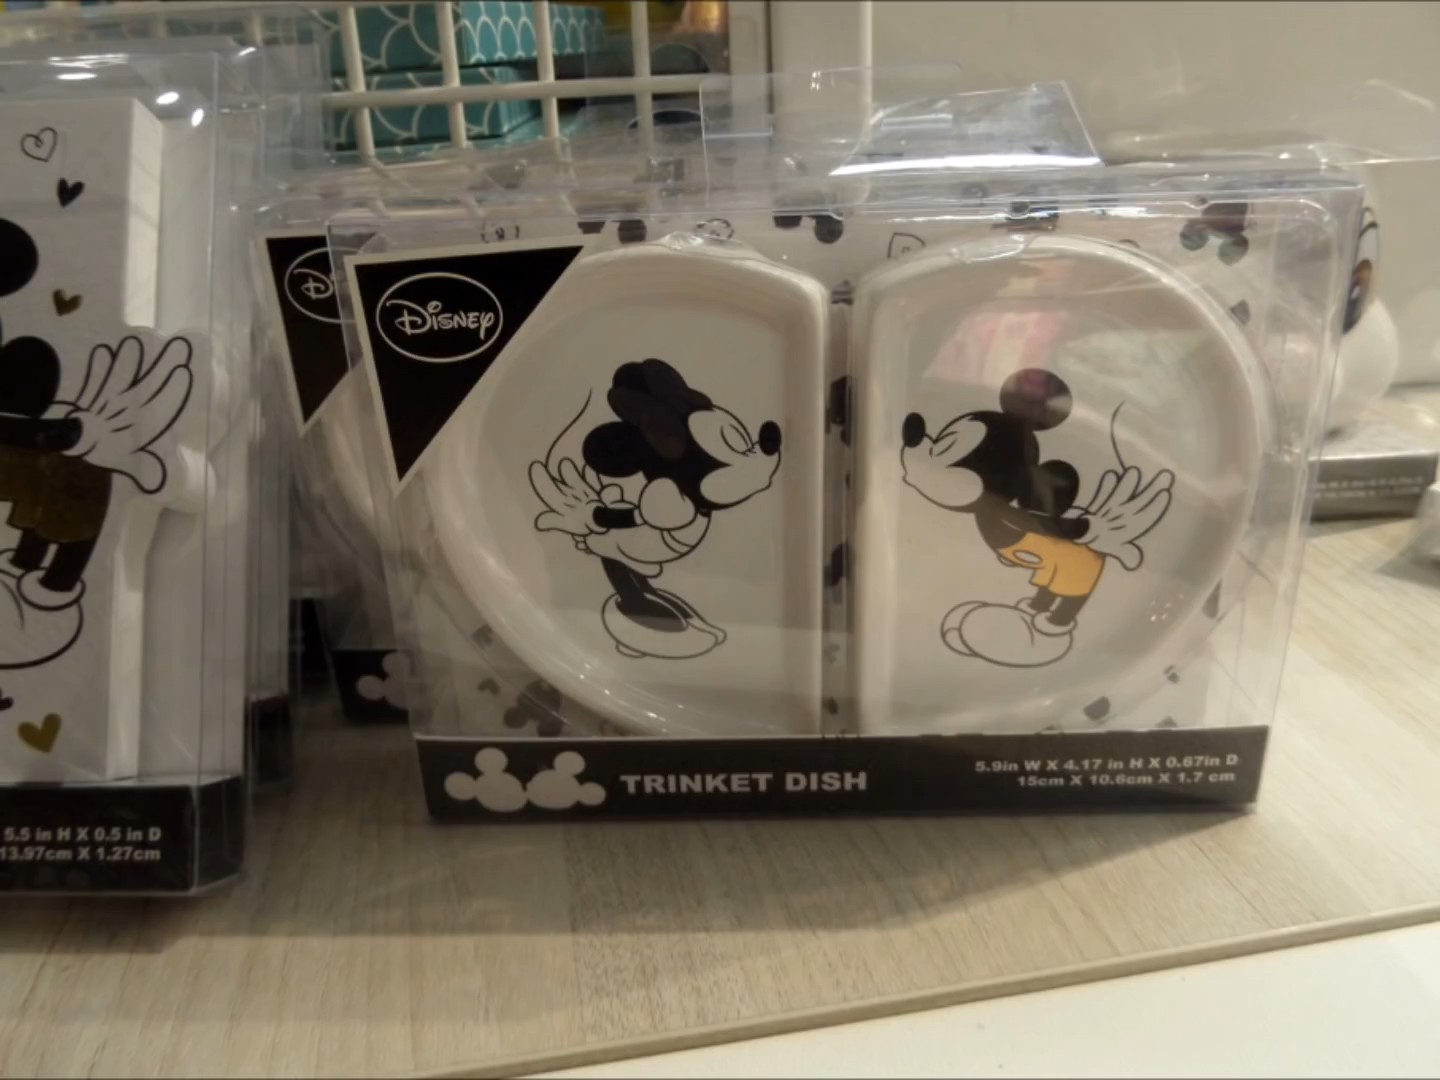 Disney
D
TRINKET DISH
5.9in W X 4.17 in H X 0.67in D
15cm X 10.6cm X 1.7 cm
5.5 in H X 0.5 in D
13.97cm X 1.27cm